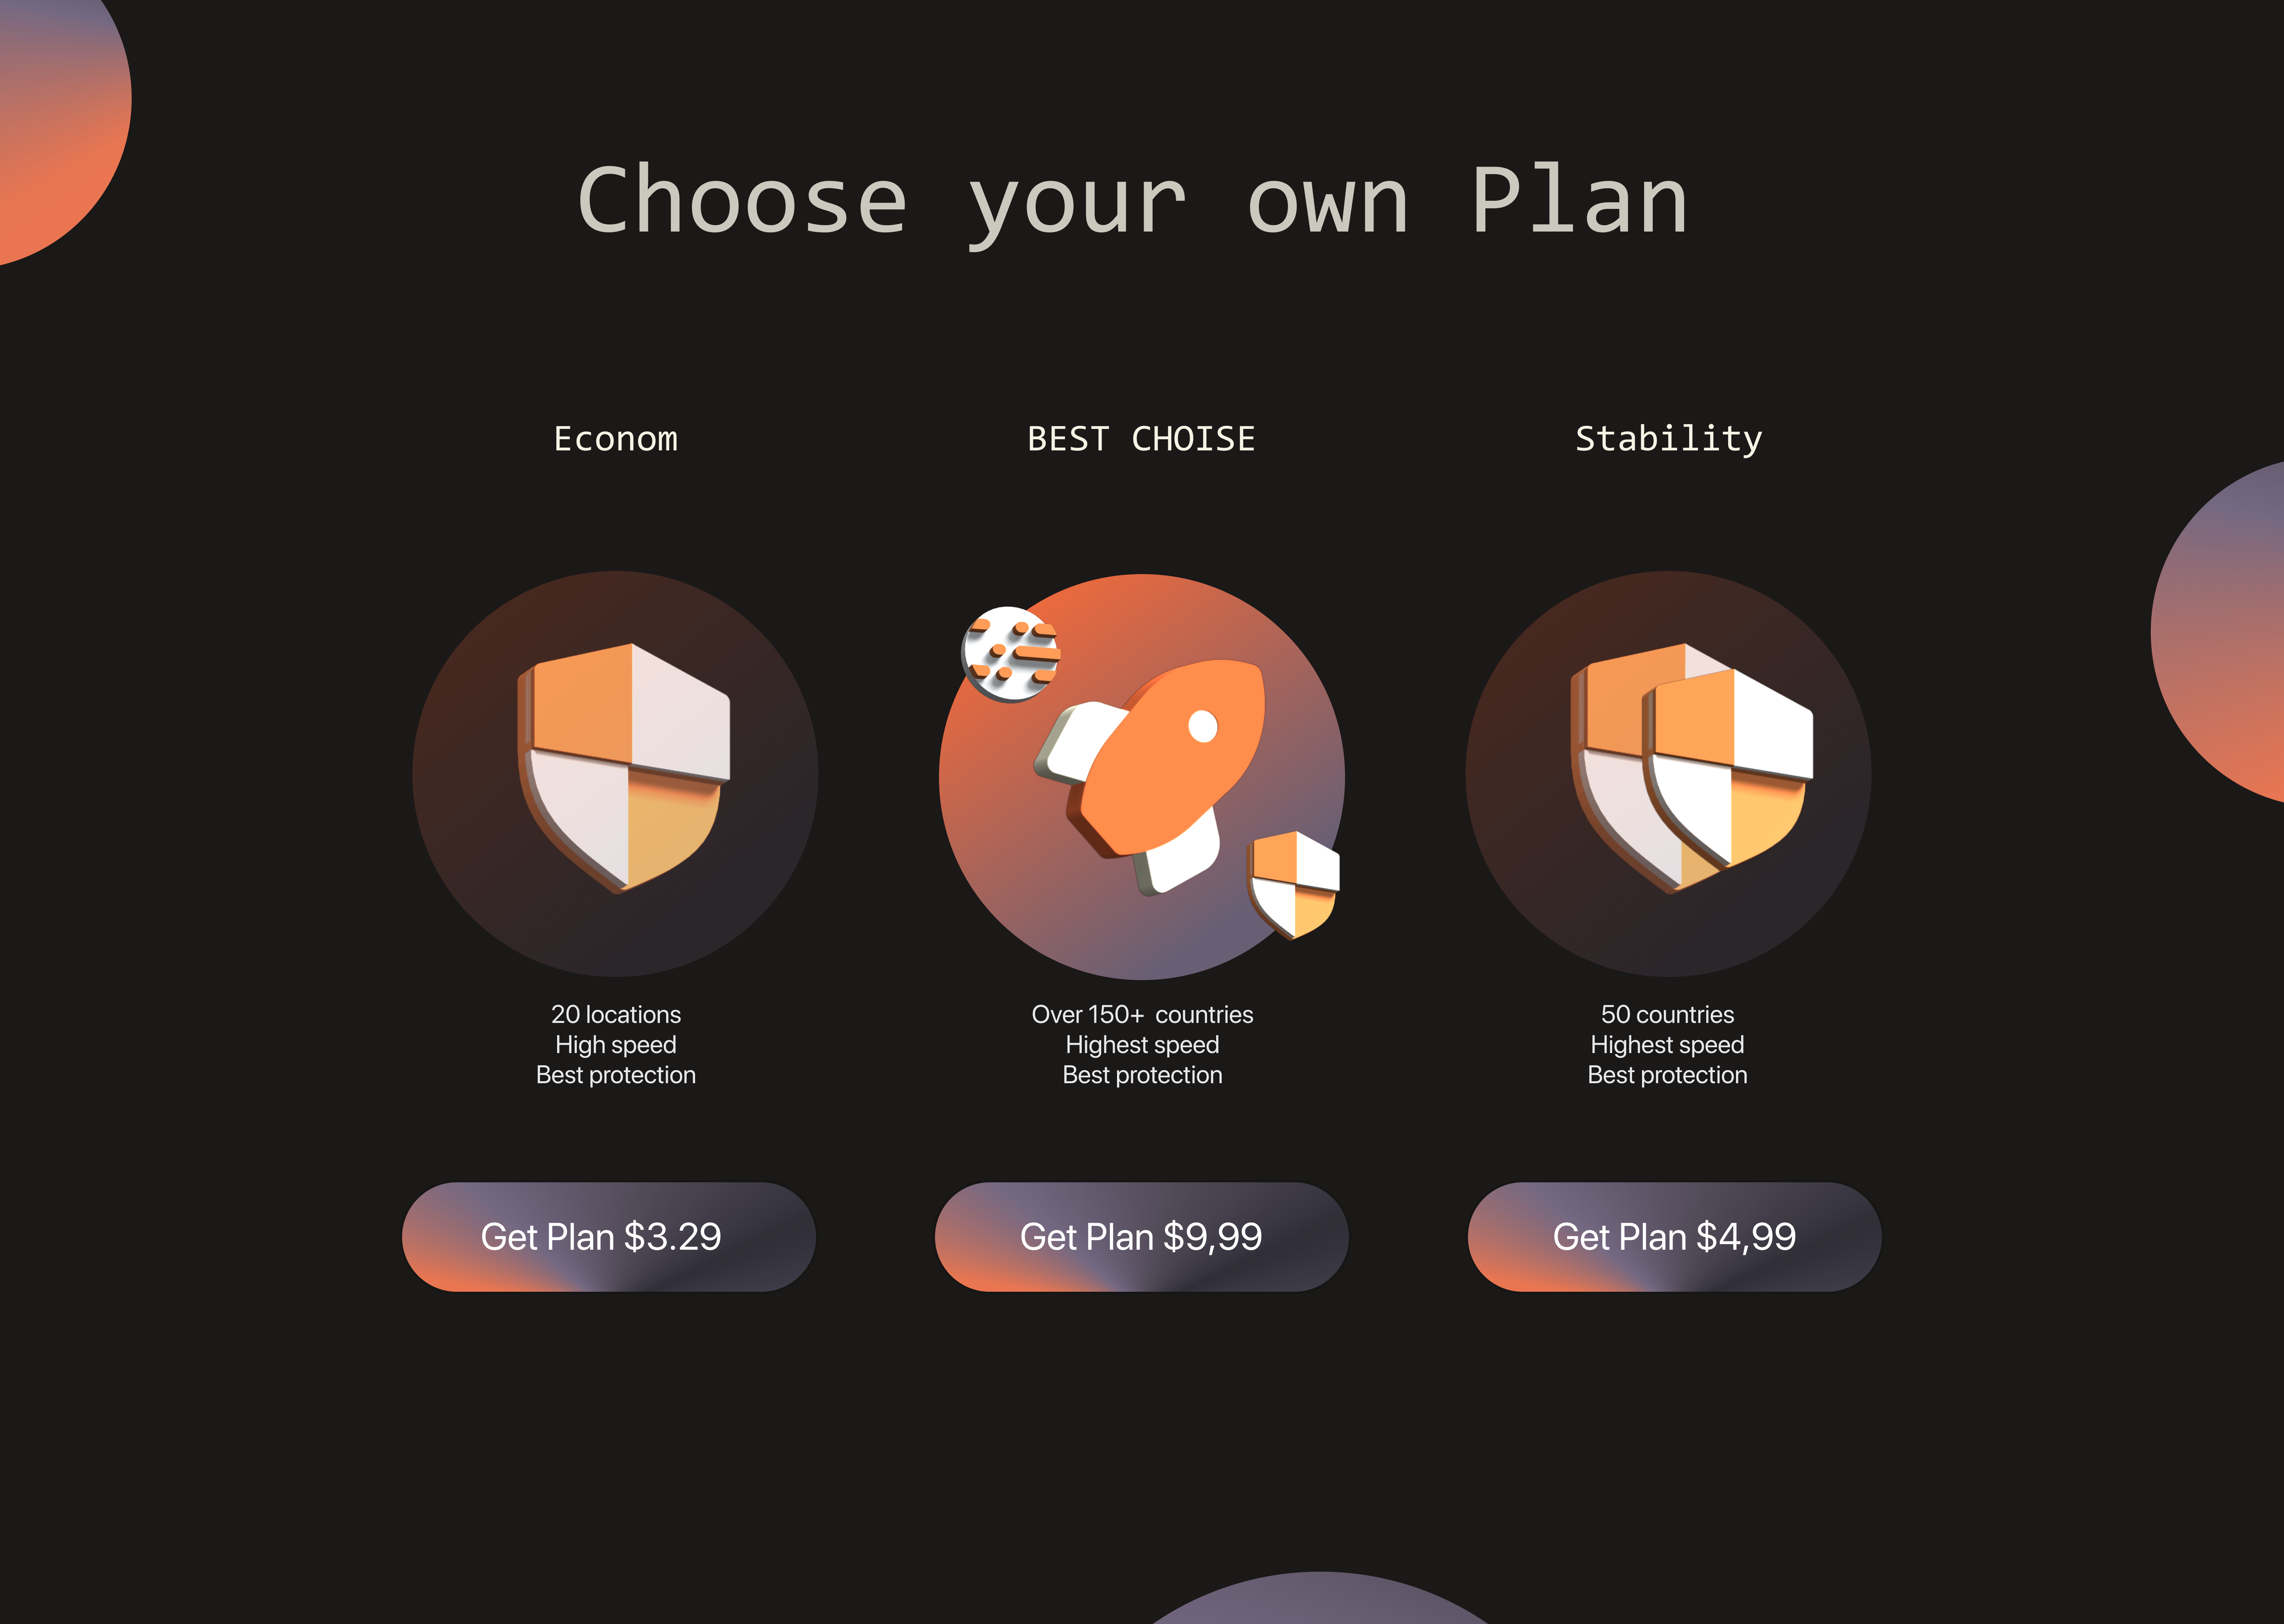 Choose your own Plan
Econom
BEST CHOISE
Stability
20 locations
High speed
Best protection
Over 150+  countries
Highest speed
Best protection
50 countries
Highest speed
Best protection
Get Plan $3.29
Get Plan $9,99
Get Plan $4,99